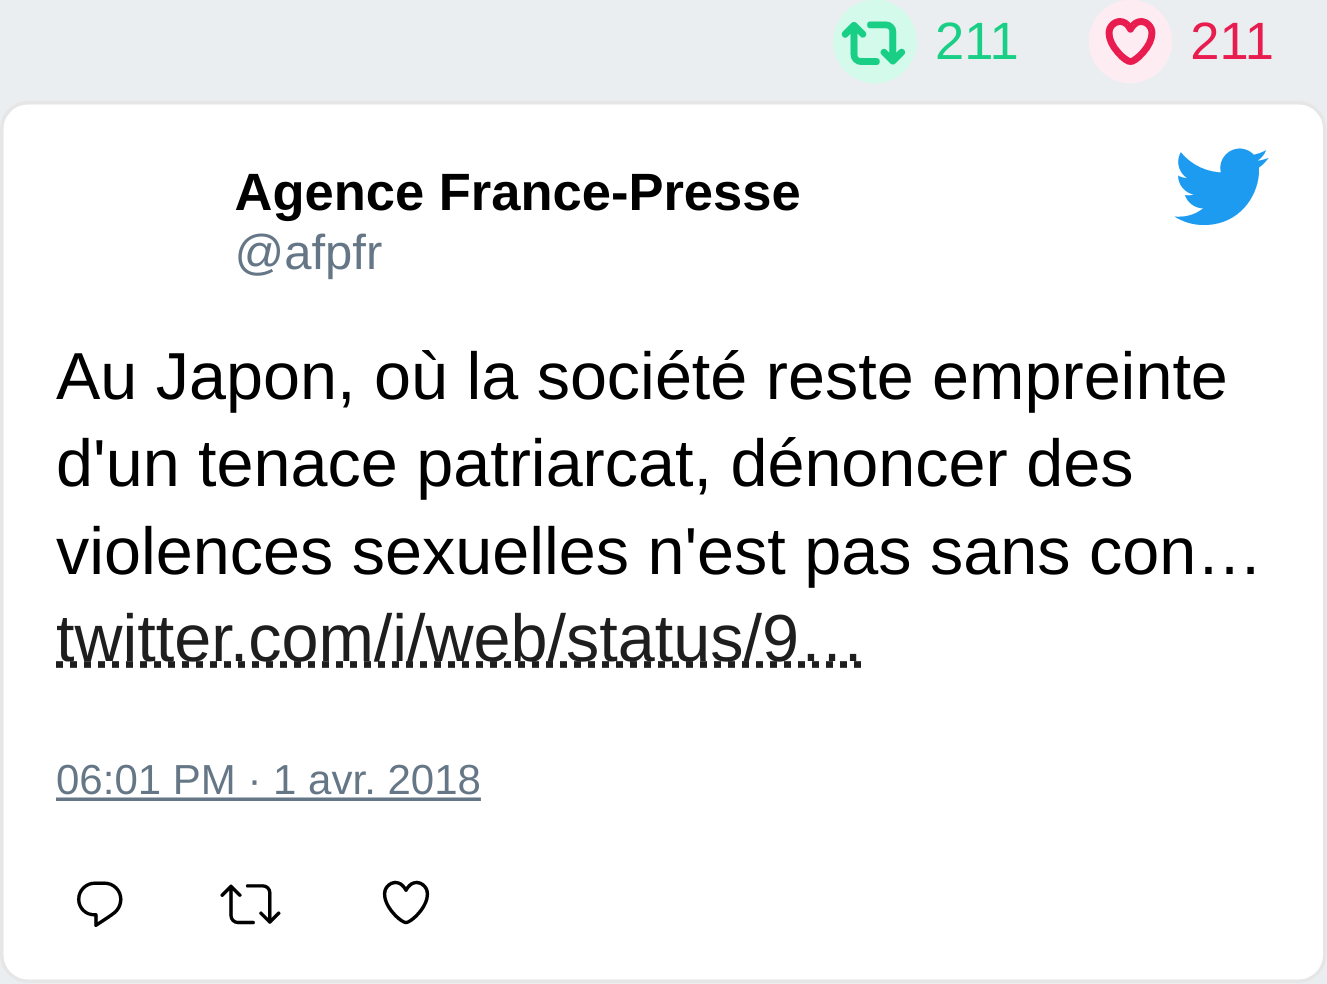 211 211
Agence France-Presse
@afpfr
Au Japon, où la société reste empreinte
d'un tenace patriarcat, dénoncer des
violences sexuelles n'est pas sans con…
twitter.com/i/web/status/9…
06:01 PM · 1 avr. 2018